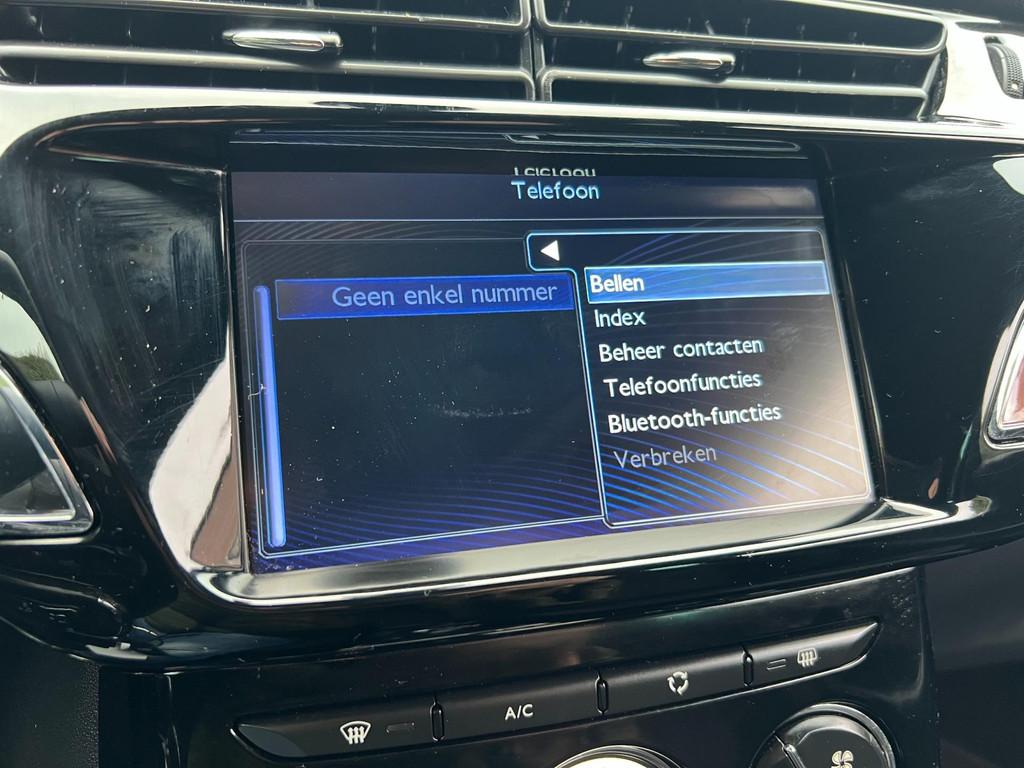 Telefoon
Geen enkel nummer
Bellen
Index
Beheer contacten
Telefoonfuncties
Bluetooth-functies
Verbreken
A/C